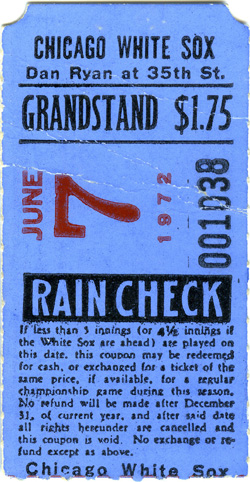 CHICAGO WHITE SOX
Dan Ryan at 35th St.
GRANDSTAND $1.75
JUNE 7 1972
001038
RAIN CHECK
If less than 5 innings (or 4½ innings if
the White Sox are ahead) are played on
this date, this coupon may be redeemed
for cash, or exchanged for a ticket of the
same price, if available, for a regular
championship game during this season.
No refund will be made after December
31, of current year, and after said date
all rights hereunder are cancelled and
this coupon is void. No exchange or re-
fund except as above.
Chicago White Sox